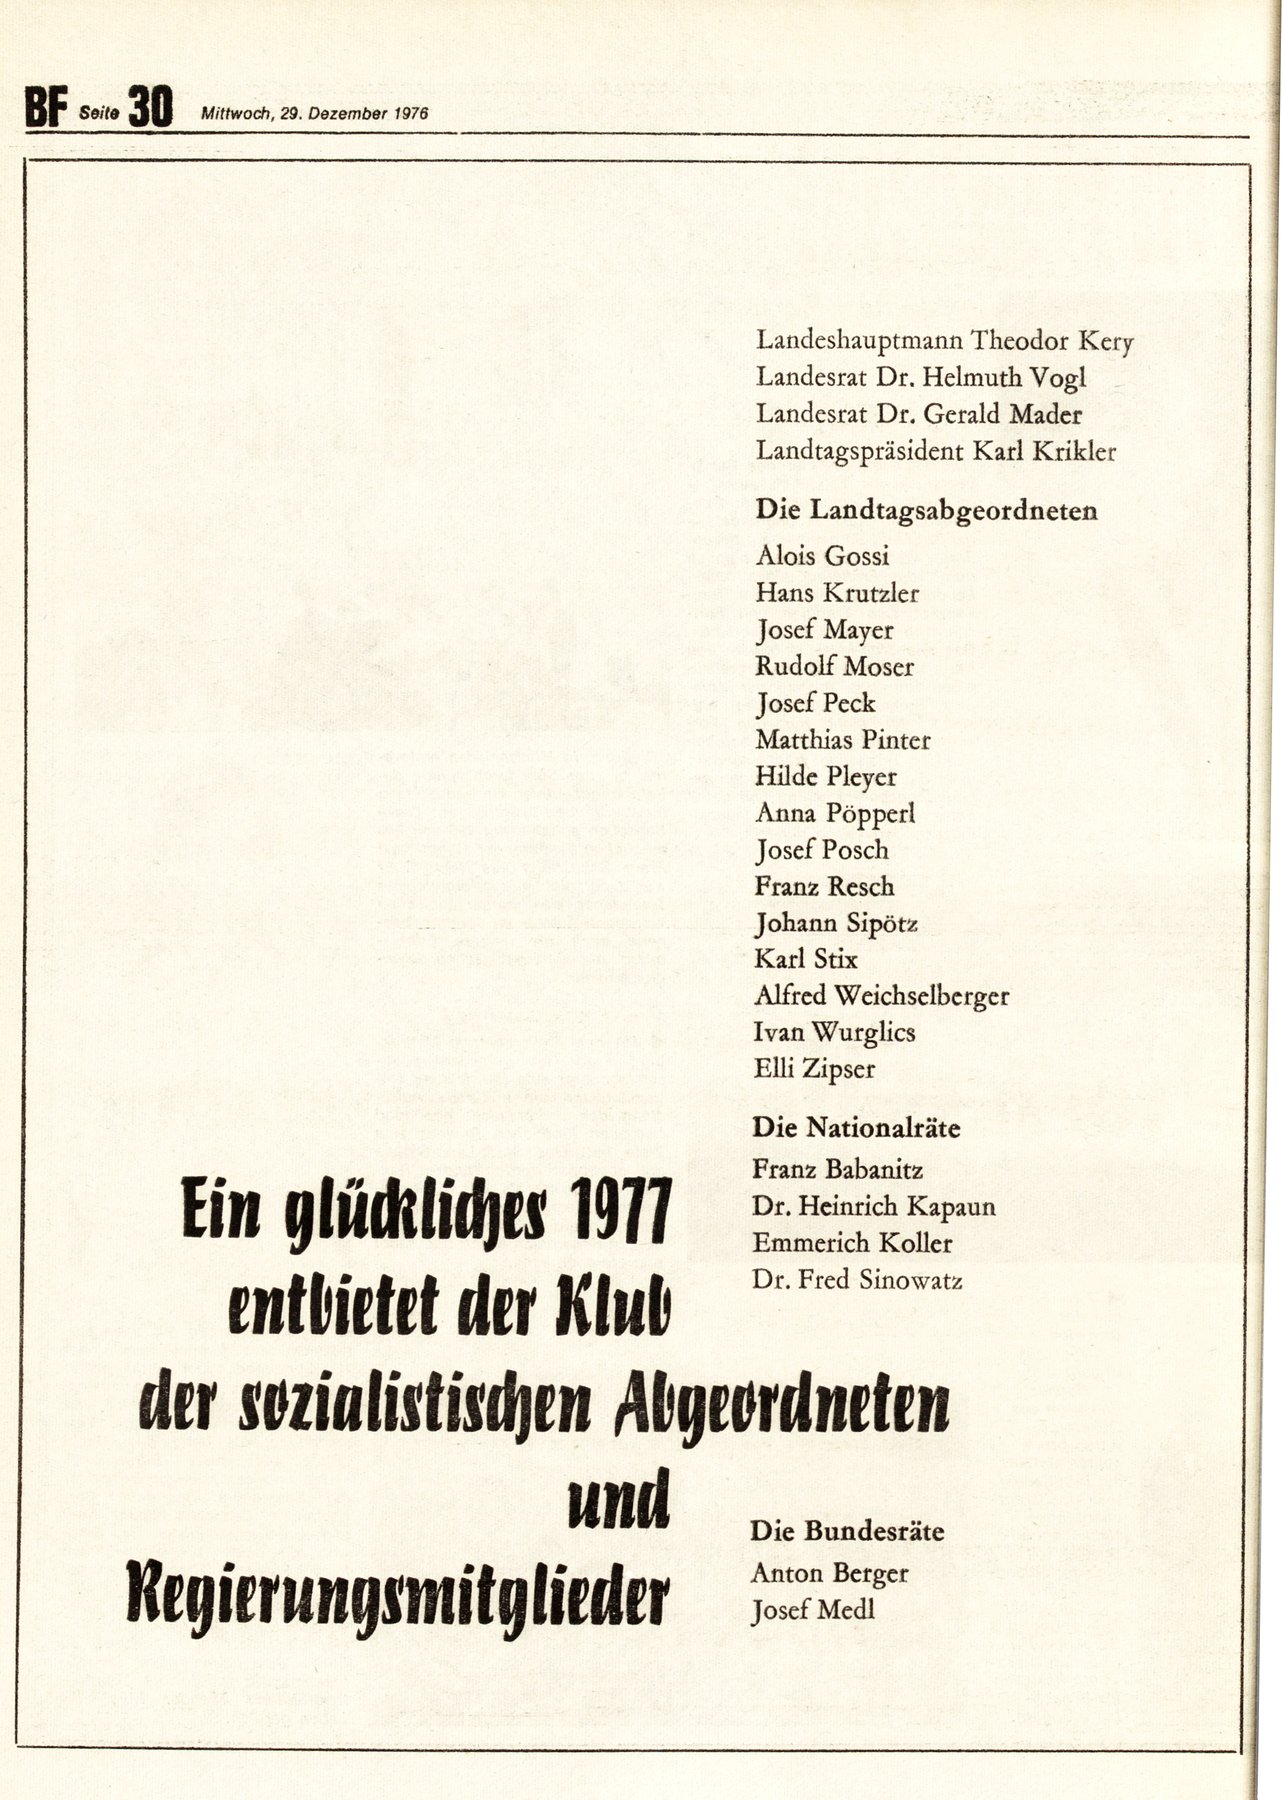 BF Seite 30 Mittwoch, 29. Dezember 1976
Landeshauptmann Theodor Kery
Landesrat Dr. Helmuth Vogl
Landesrat Dr. Gerald Mader
Landtagspräsident Karl Krikler
Die Landtagsabgeordneten
Alois Gossi
Hans Krutzler
Josef Mayer
Rudolf Moser
Josef Peck
Matthias Pinter
Hilde Pleyer
Anna Pöpperl
Josef Posch
Franz Resch
Johann Sipötz
Karl Stix
Alfred Weichselberger
Ivan Wurglics
Elli Zipser
Die Nationalräte
Franz Babanitz
Dr. Heinrich Kapaun
Emmerich Koller
Dr. Fred Sinowatz
Ein glückliches 1977
entbietet der Klub
der sozialistischen Abgeordneten
und
Regierungsmitglieder
Die Bundesräte
Anton Berger
Josef Medl